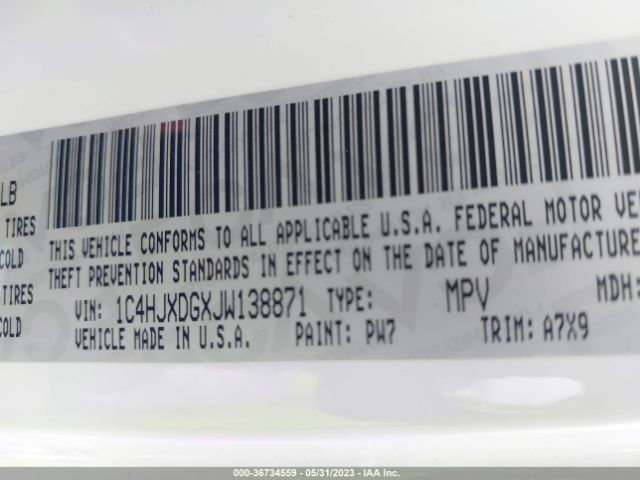 LB
TIRES
COLD
TIRES
COLD
THIS VEHICLE CONFORMS TO ALL APPLICABLE U.S.A. FEDERAL MOTOR VE
THEFT PREVENTION STANDARDS IN EFFECT ON THE DATE OF MANUFACTURE
VIN: 1C4HJXDGXJW138871 TYPE: MPV MDH:
VEHICLE MADE IN U.S.A. PAINT: PW7 TRIM: A7X9
000-36734559 - 05/31/2023 - IAA Inc.